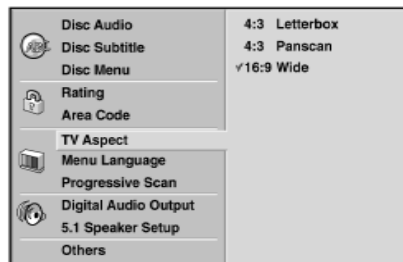 Disc Audio
Disc Subtitle
Disc Menu
Rating
Area Code
TV Aspect
Menu Language
Progressive Scan
Digital Audio Output
5.1 Speaker Setup
Others
4:3 Letterbox
4:3 Panscan
✓16:9 Wide